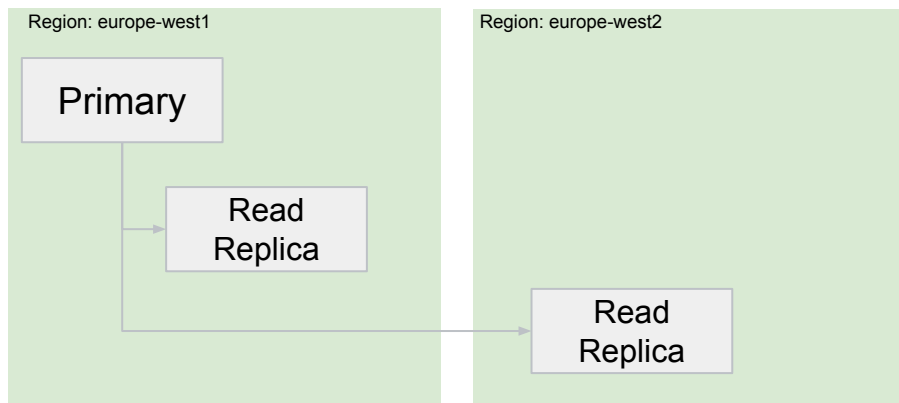 Region: europe-west1
Region: europe-west2
Primary
Read
Replica
Read
Replica